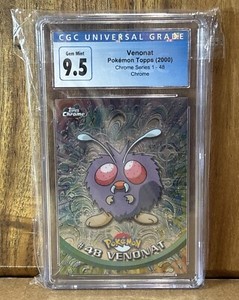 CGC UNIVERSAL GRADE
Gem Mint
9.5
Venonat
Pokémon Topps (2000)
Chrome Series 1 - 48
Chrome
Topps
Chrome
Pokémon
#48 VENONAT